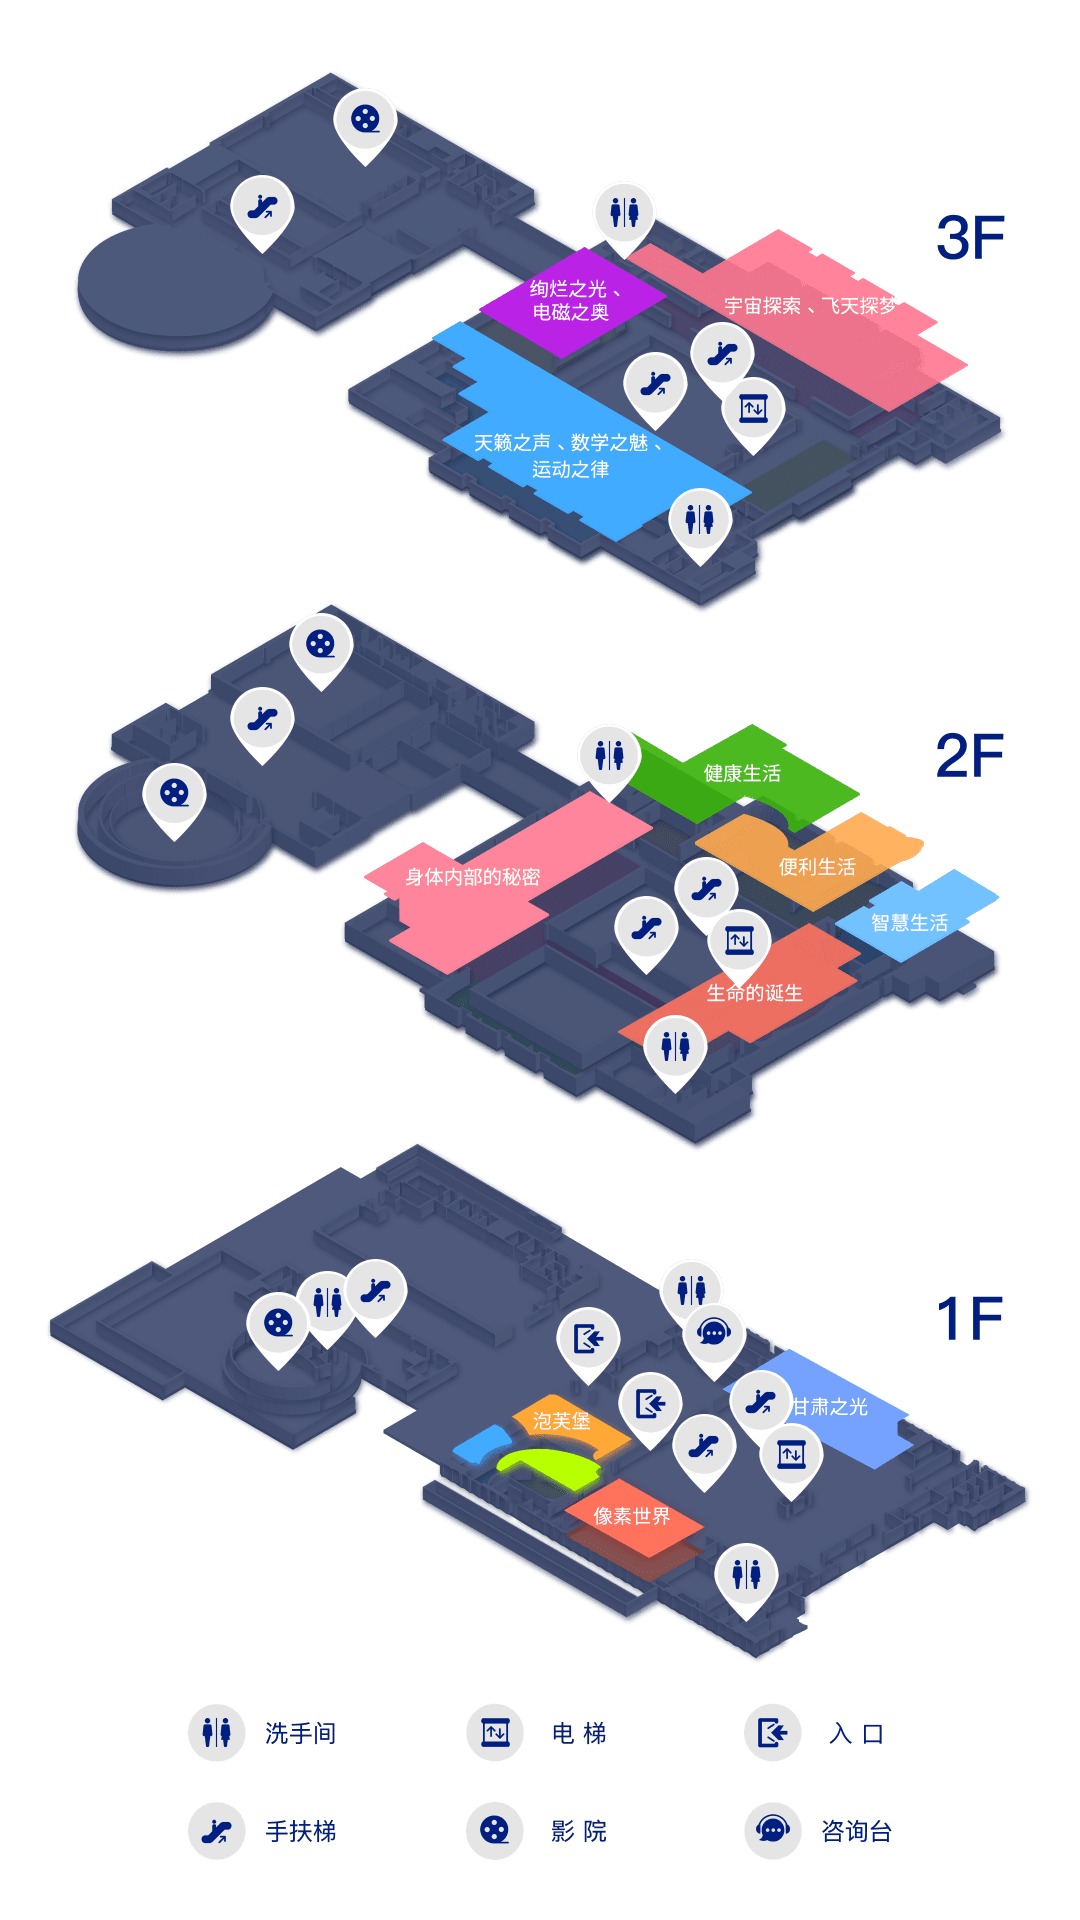 3F
绚烂之光、
电磁之奥
宇宙探索、飞天探梦
天籁之声、数学之魅、
运动之律
2F
健康生活
便利生活
身体内部的秘密
智慧生活
生命的诞生
1F
甘肃之光
泡芙堡
像素世界
洗手间
电梯
入口
手扶梯
影院
咨询台